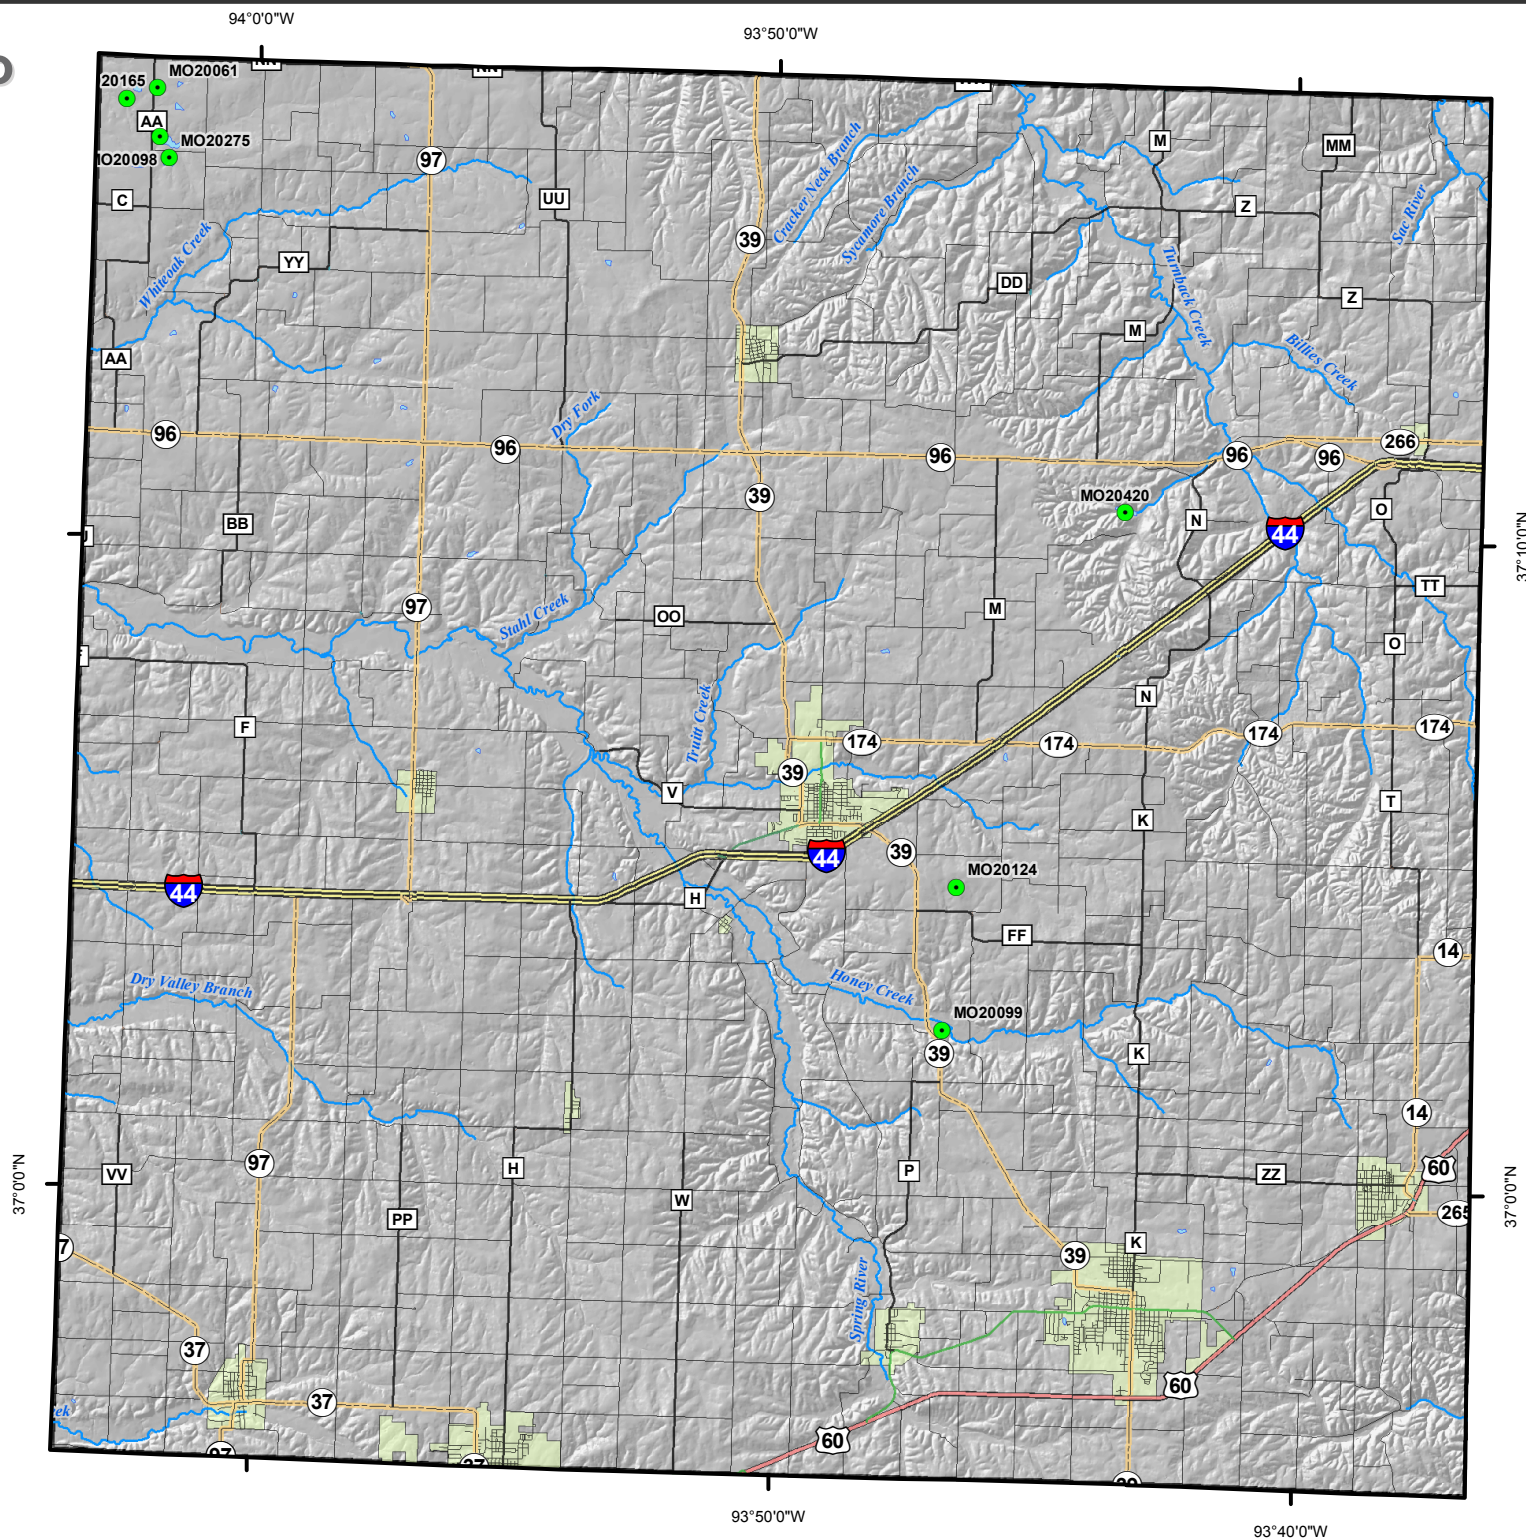 94°0'0"W
93°50'0"W
MO20061
20165
AA
MO20275
97
M
MM
C
UU
Z
Cracker Neck Branch
Sycamore Branch
Sac River
39
Whiteoak Creek
YY
DD
Turnback Creek
Z
M
AA
Billies Creek
Dry Fork
96
96
96
96
96
266
39
MO20420
BB
N
44
O
37°10'0"N
TT
97
Stahl Creek
OO
M
O
N
F
Truitt Creek
174
174
174
174
39
V
K
T
44
39
44
MO20124
H
FF
14
Dry Valley Branch
Honey Creek
MO20099
39
K
14
97
VV
H
P
ZZ
60
37°0'0"N
37°0'0"N
W
PP
265
7
39
K
Spring River
37
37
60
60
97
37
39
93°50'0"W
93°40'0"W